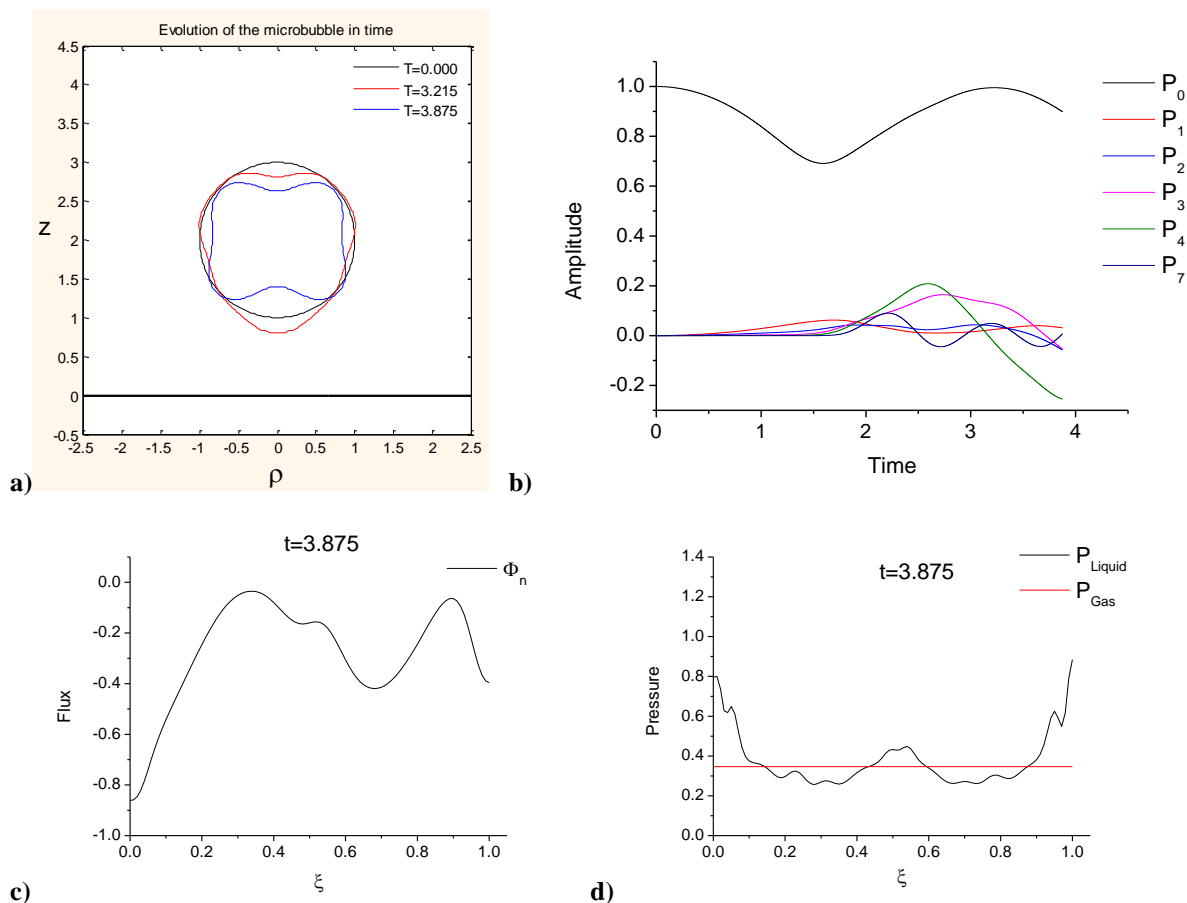 Evolution of the microbubble in time
4.5
4
3.5
3
2.5
2
1.5
1
0.5
0
-0.5
z
T=0.000
T=3.215
T=3.875
-2.5 -2 -1.5 -1 -0.5 0 0.5 1 1.5 2 2.5
ρ
a)
1.0
0.8
0.6
0.4
0.2
0.0
-0.2
Amplitude
P0
P1
P2
P3
P4
P7
0 1 2 3 4
Time
b)
t=3.875
Φn
0.0
-0.2
-0.4
-0.6
-0.8
-1.0
Flux
0.0 0.2 0.4 0.6 0.8 1.0
ξ
c)
t=3.875
PLiquid
PGas
1.4
1.2
1.0
0.8
0.6
0.4
0.2
0.0
Pressure
0.0 0.2 0.4 0.6 0.8 1.0
ξ
d)